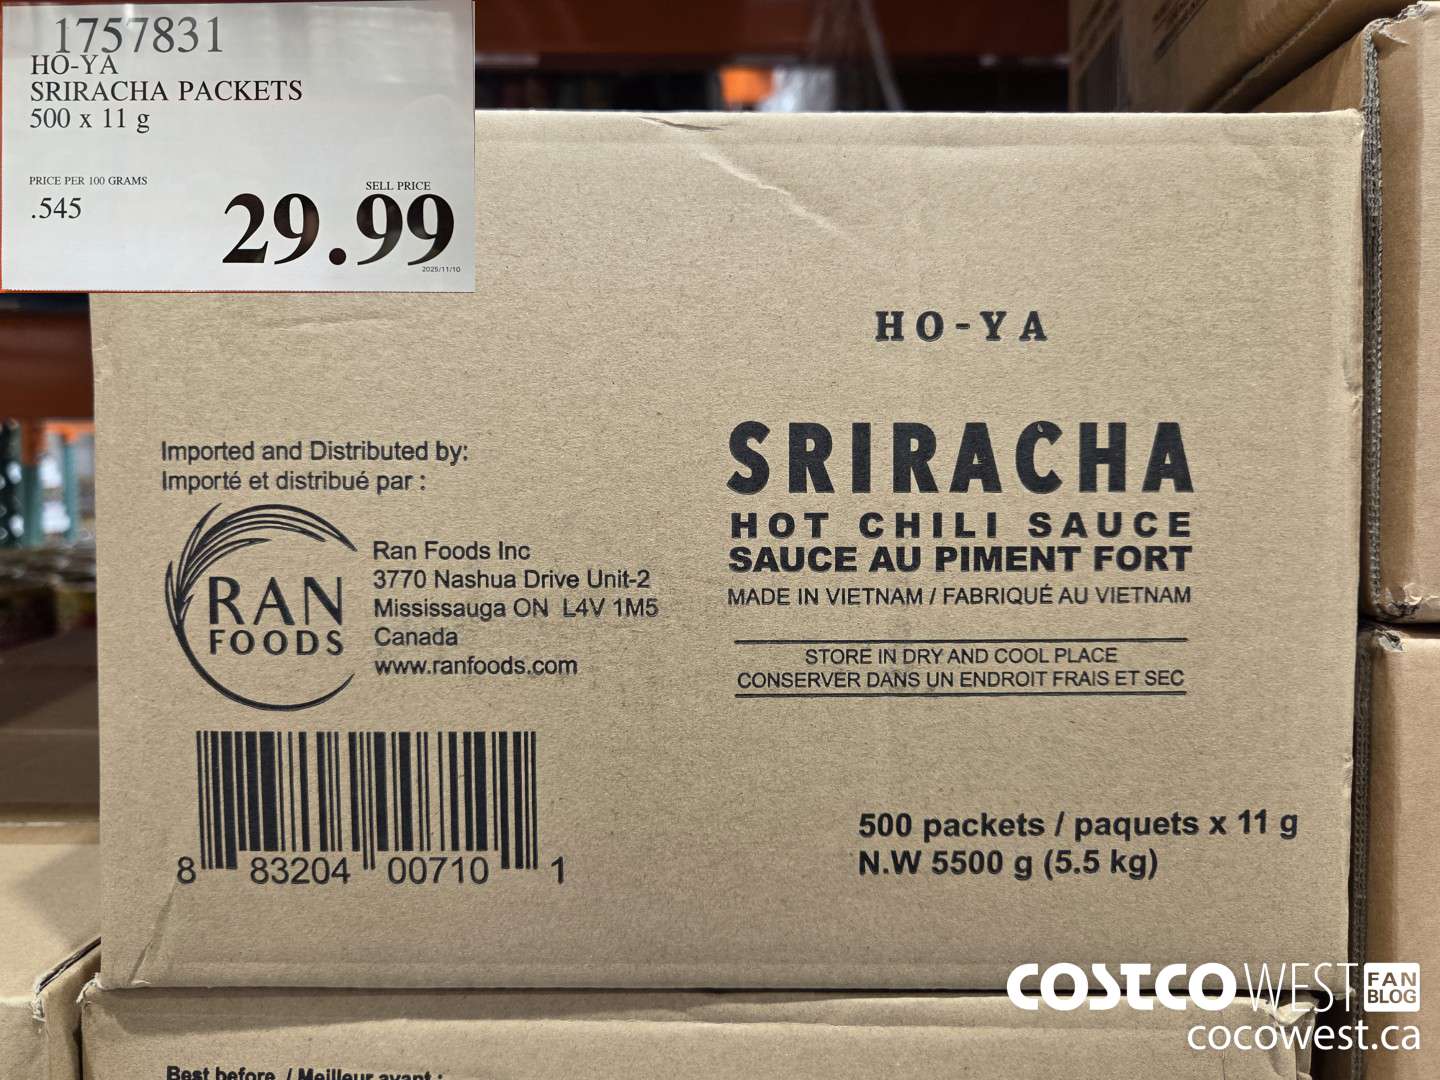 1757831
HO-YA
SRIRACHA PACKETS
500 x 11 g
PRICE PER 100 GRAMS
.545
SELL PRICE
29.99
2025/11/10
HO-YA
SRIRACHA
HOT CHILI SAUCE
SAUCE AU PIMENT FORT
MADE IN VIETNAM / FABRIQUÉ AU VIETNAM
STORE IN DRY AND COOL PLACE
CONSERVER DANS UN ENDROIT FRAIS ET SEC
Imported and Distributed by:
Importé et distribué par :
RAN
FOODS
Ran Foods Inc
3770 Nashua Drive Unit-2
Mississauga ON L4V 1M5
Canada
www.ranfoods.com
8 83204 00710 1
500 packets / paquets x 11 g
N.W 5500 g (5.5 kg)
COSTCO WEST FAN BLOG
cocowest.ca
Best before / Meilleur avant :